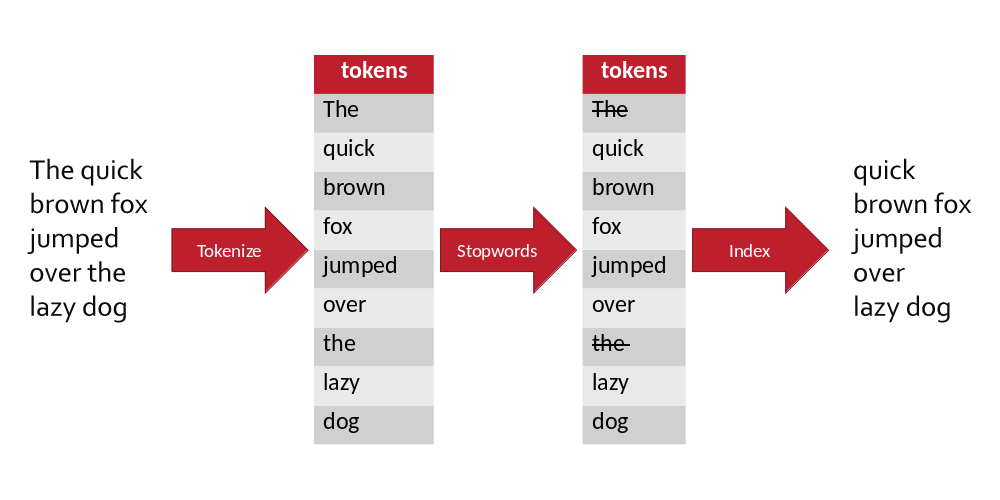 The quick
brown fox
jumped
over the
lazy dog
Tokenize
tokens
The
quick
brown
fox
jumped
over
the
lazy
dog
Stopwords
tokens
The
quick
brown
fox
jumped
over
the
lazy
dog
Index
quick
brown fox
jumped
over
lazy dog